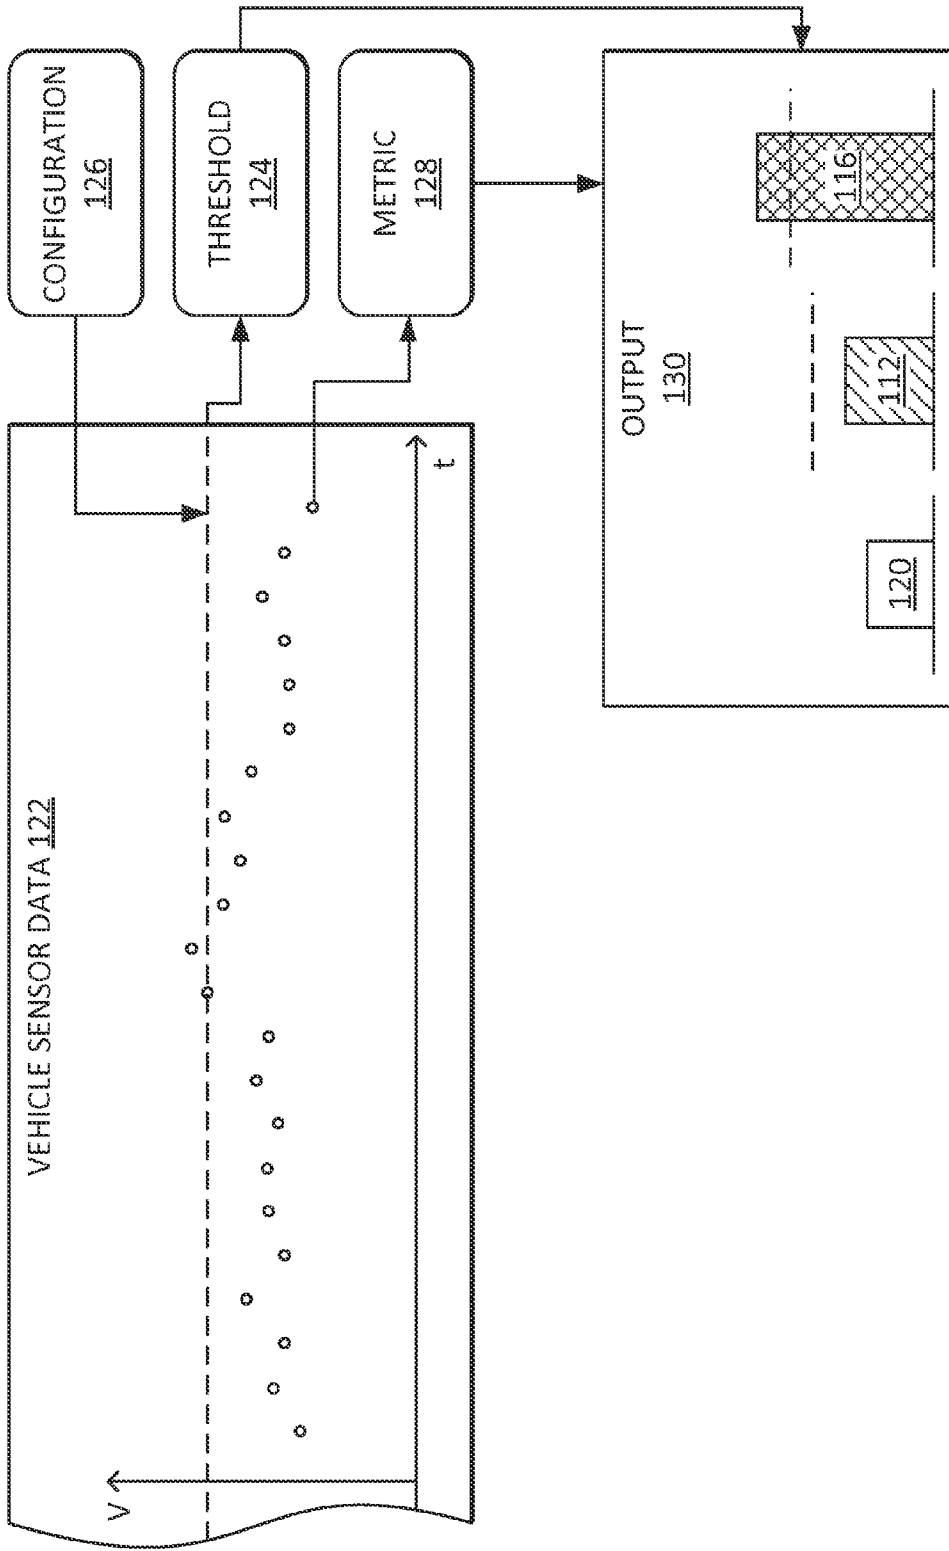 VEHICLE SENSOR DATA 122
V
t
CONFIGURATION
126
THRESHOLD
124
METRIC
128
OUTPUT
130
120
112
116